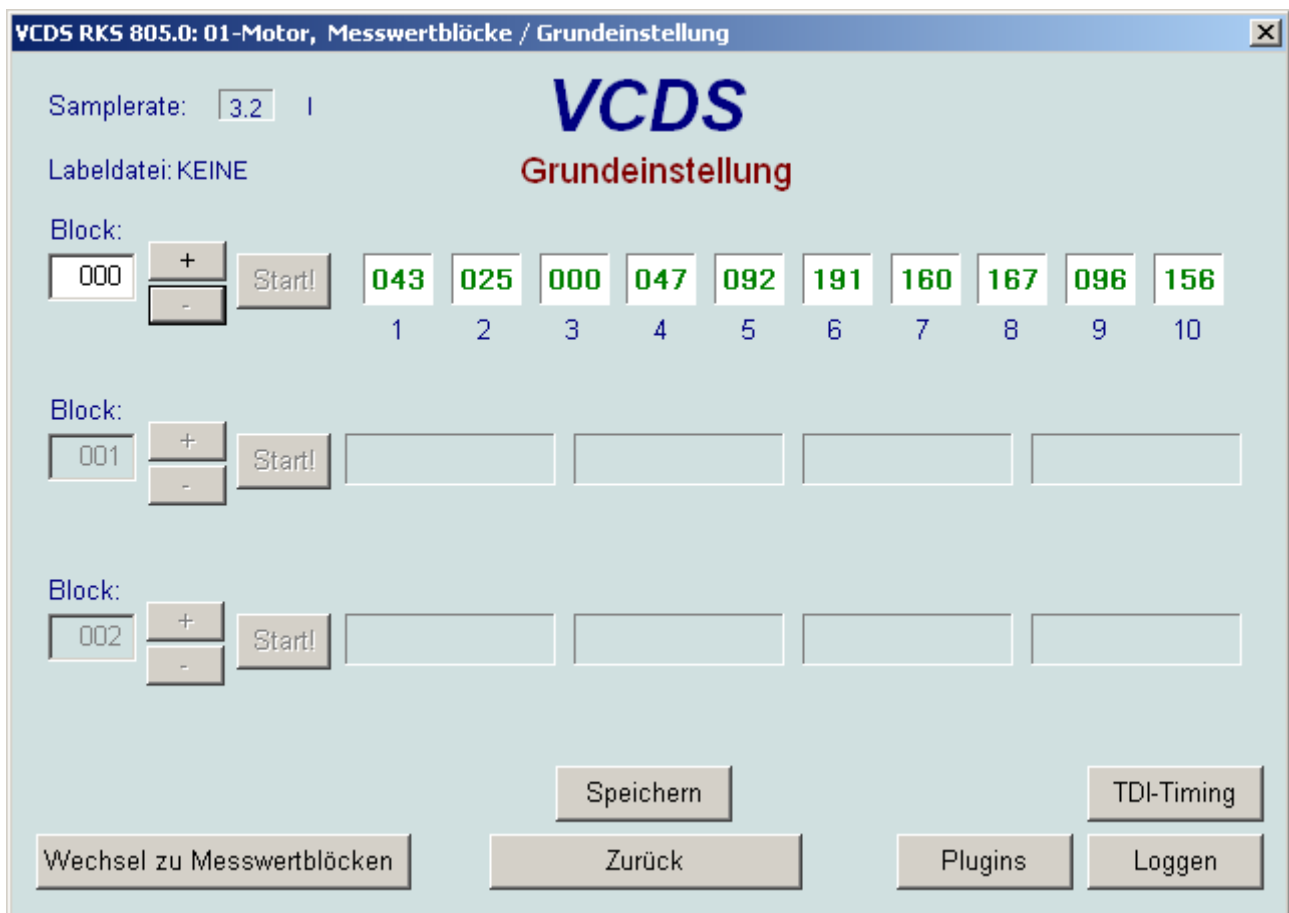 VCDS RKS 805.0: 01-Motor, Messwertblöcke / Grundeinstellung
Samplerate: 3.2 I
VCDS
Labeldatei: KEINE
Grundeinstellung
Block:
000 + - Start! 043 025 000 047 092 191 160 167 096 156
1 2 3 4 5 6 7 8 9 10
Block:
001 + - Start!
Block:
002 + - Start!
Speichern TDI-Timing
Wechsel zu Messwertblöcken Zurück Plugins Loggen